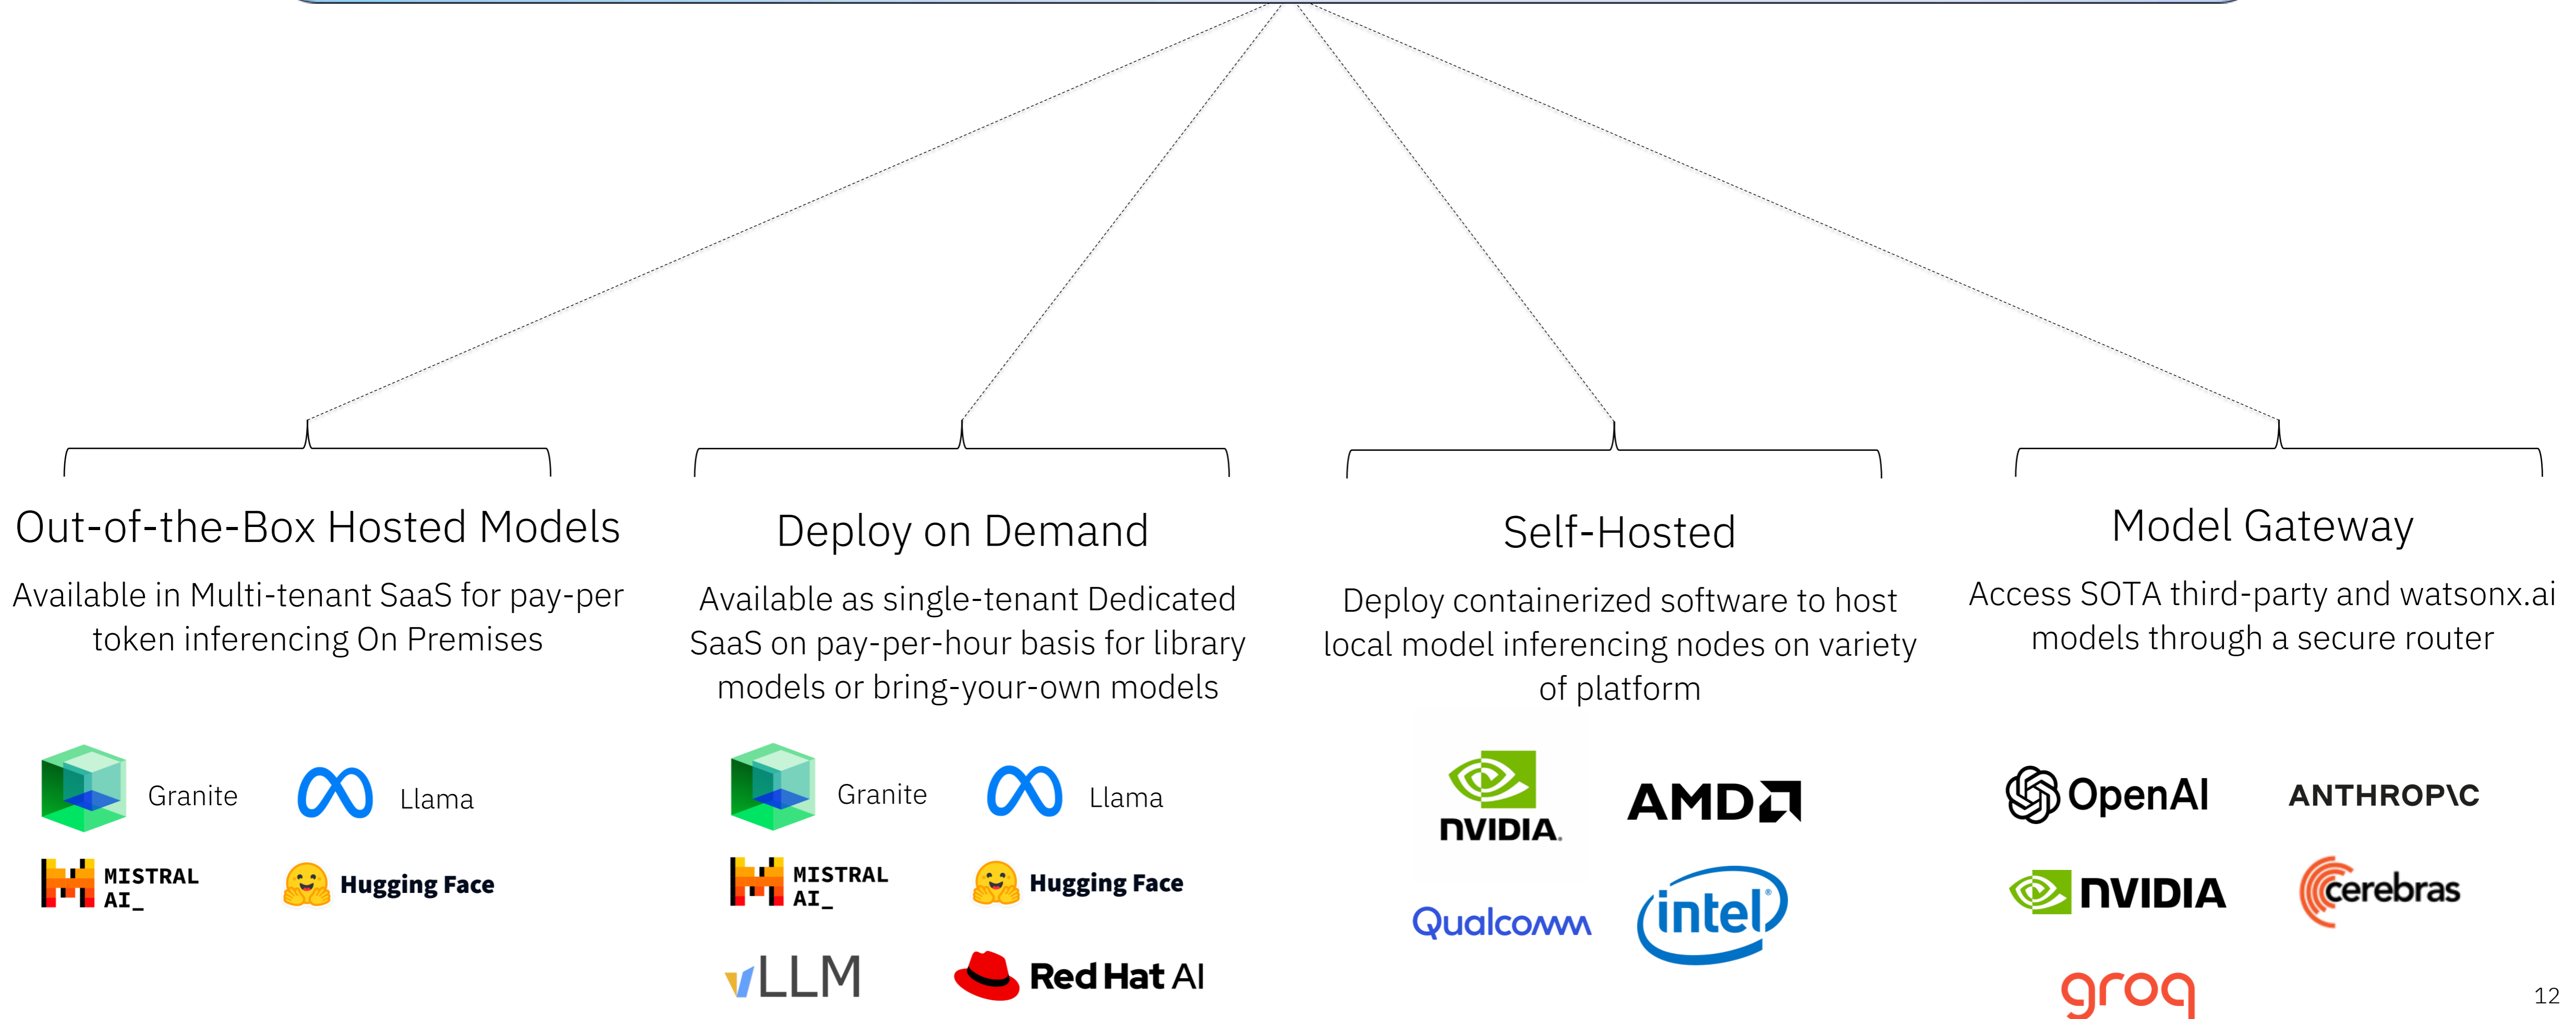 Out-of-the-Box Hosted Models
Available in Multi-tenant SaaS for pay-per
token inferencing On Premises
Granite
Llama
MISTRAL
AI_
Hugging Face
Deploy on Demand
Available as single-tenant Dedicated
SaaS on pay-per-hour basis for library
models or bring-your-own models
Granite
Llama
MISTRAL
AI_
Hugging Face
vLLM
Red Hat AI
Self-Hosted
Deploy containerized software to host
local model inferencing nodes on variety
of platform
NVIDIA.
AMD
Qualcomm
intel®
Model Gateway
Access SOTA third-party and watsonx.ai
models through a secure router
OpenAI
ANTHROP\C
NVIDIA
cerebras
groq
12